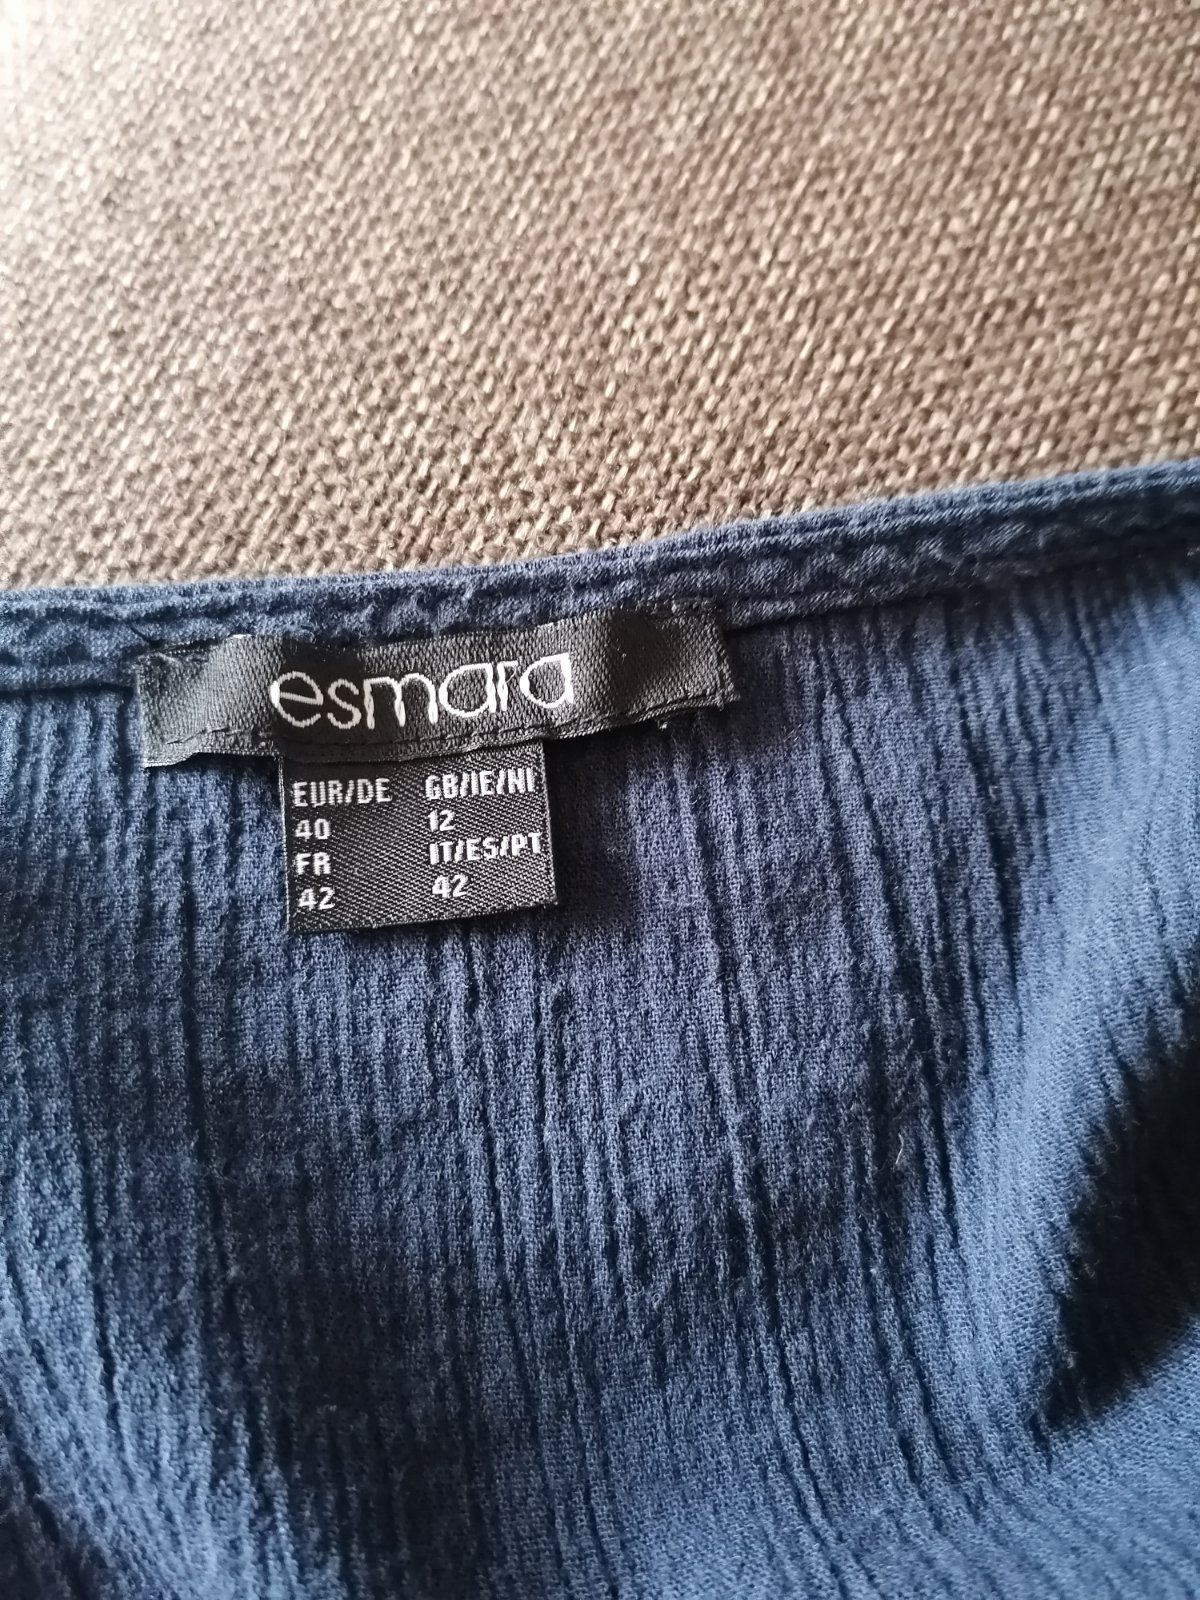 esmara
EUR/DE GB/IE/NI
40 12
FR IT/ES/PT
42 42